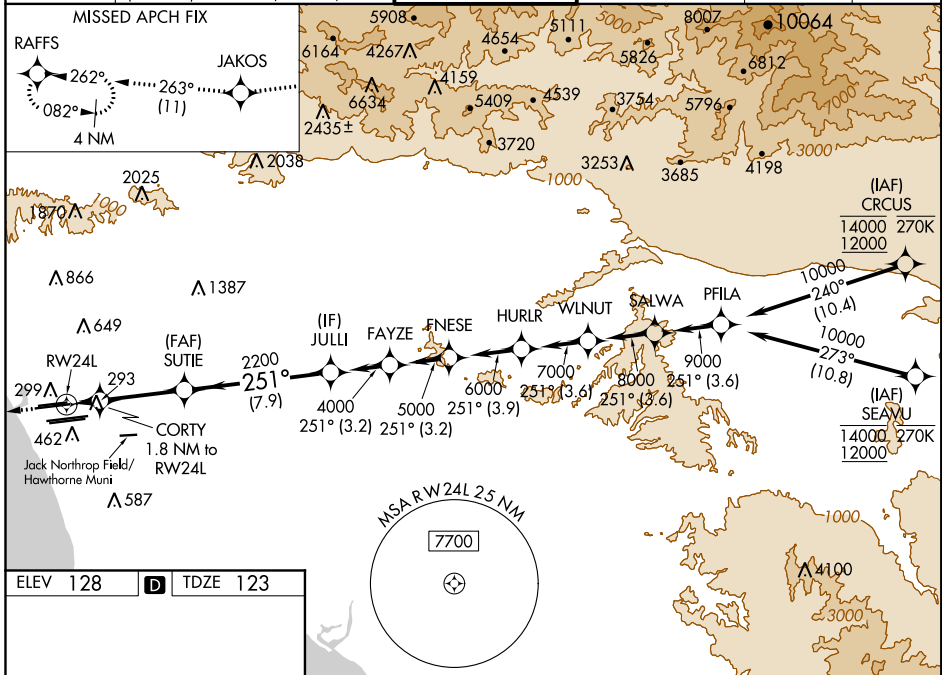 MISSED APCH FIX
RAFFS
JAKOS
262°
263°
(11)
082°
4 NM
5908
6164
4267
4654
5111
8007
10064
5826
6812
5000
6634
4159
5409
4539
3754
5796
7000
2435±
3720
3000
2038
3253
3685
4198
1000
2025
1870
1000
(IAF)
CRCUS
14000 270K
12000
866
1387
649
10000
240°
(10.4)
PFILA
SALWA
WLNUT
HURLR
FNESE
FAYZE
(IF)
JULLI
(FAF)
SUTIE
2200
251°
(7.9)
RW24L
299
293
4000
251° (3.2)
5000
251° (3.2)
6000
251° (3.9)
7000
251° (3.6)
8000
251° (3.6)
9000
251° (3.6)
10000
273°
(10.8)
(IAF)
SEAVU
14000 270K
12000
CORTY
1.8 NM to
RW24L
462
Jack Northrop Field/
Hawthorne Muni
587
MSA RW24L 25 NM
7700
1000
4100
3000
ELEV 128 D TDZE 123